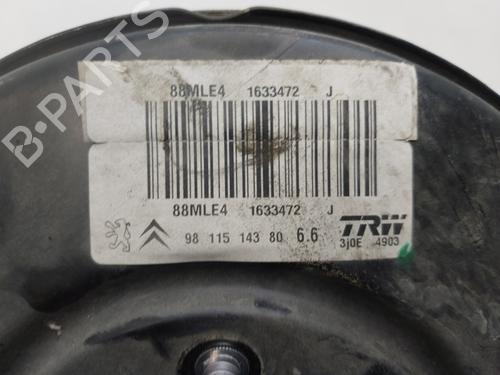 B-PARTS
88MLE4 1633472 J
88MLE4 1633472 J
98 115 143 80 6.6
TRW
3j0E 4903